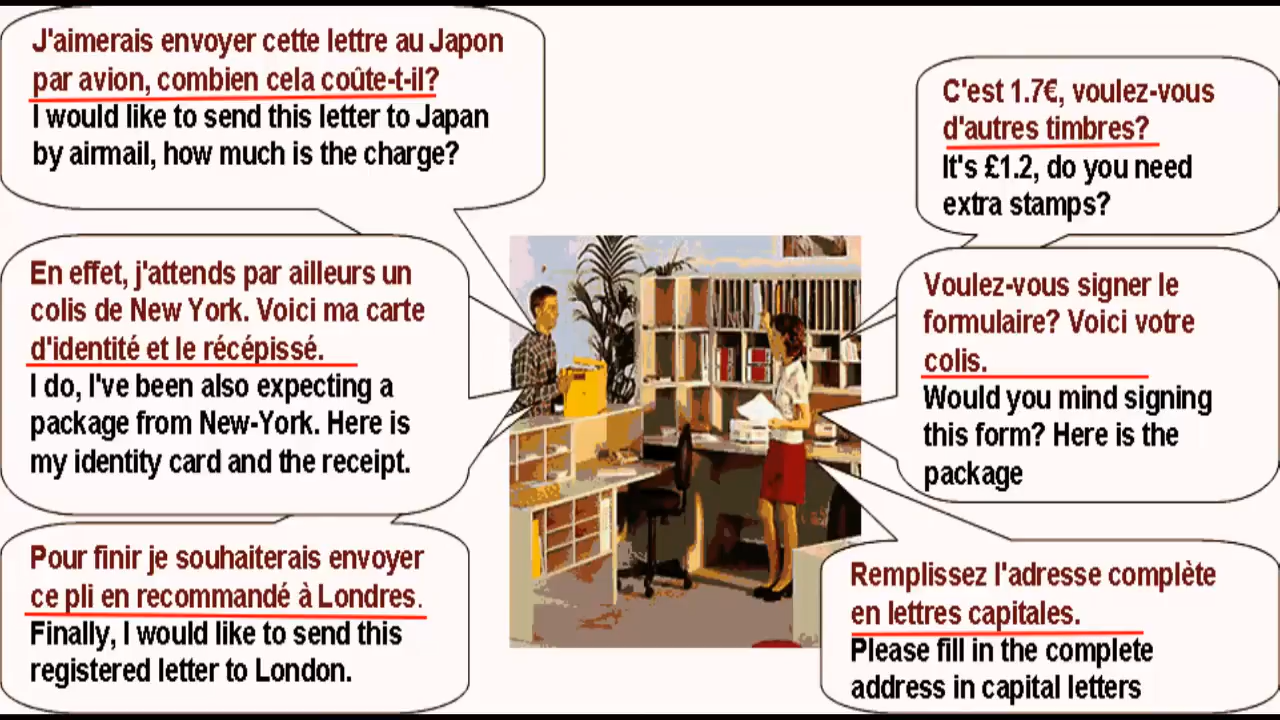 J'aimerais envoyer cette lettre au Japon
par avion, combien cela coûte-t-il?
I would like to send this letter to Japan
by airmail, how much is the charge?
C'est 1.7€, voulez-vous
d'autres timbres?
It's £1.2, do you need
extra stamps?
En effet, j'attends par ailleurs un
colis de New York. Voici ma carte
d'identité et le récépissé.
I do, I've been also expecting a
package from New-York. Here is
my identity card and the receipt.
Voulez-vous signer le
formulaire? Voici votre
colis.
Would you mind signing
this form? Here is the
package
Pour finir je souhaiterais envoyer
ce pli en recommandé à Londres.
Finally, I would like to send this
registered letter to London.
Remplissez l'adresse complète
en lettres capitales.
Please fill in the complete
address in capital letters